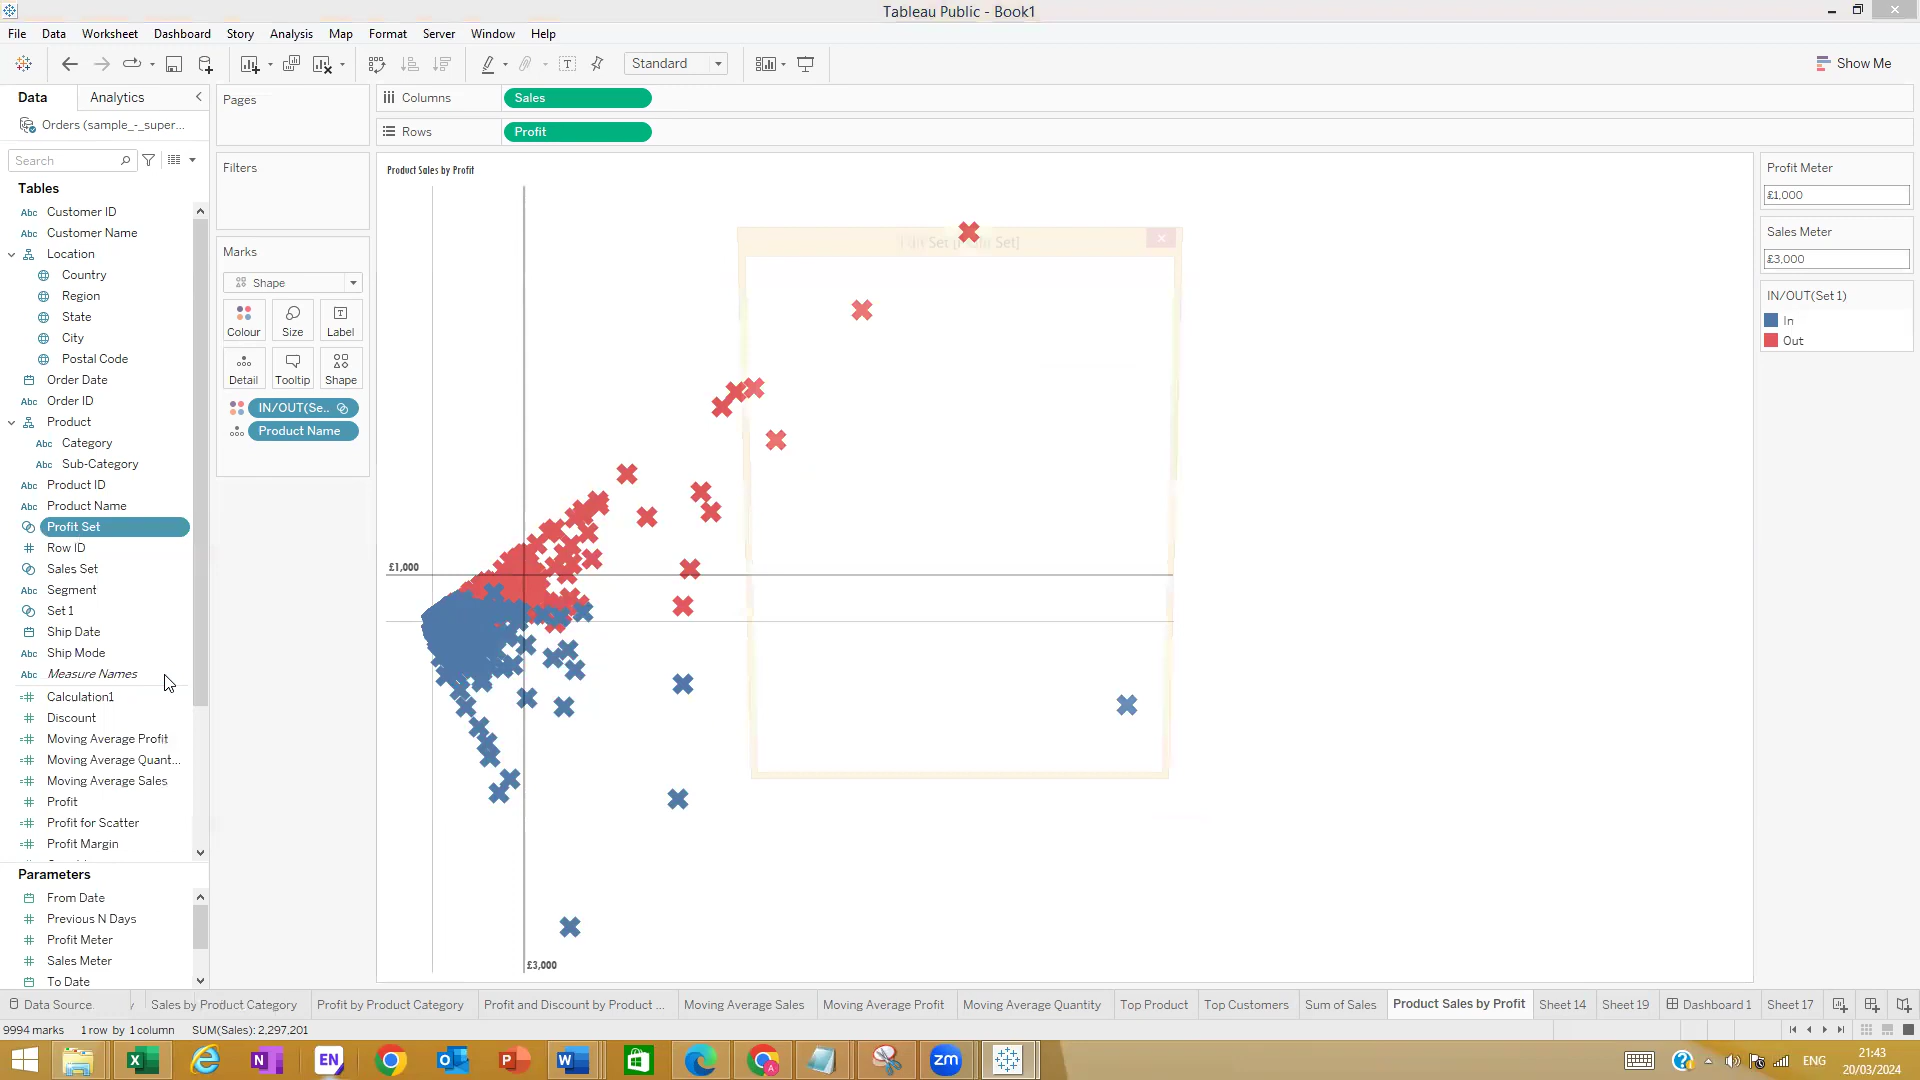 Tableau Public - Book1
File Data Worksheet Dashboard Story Analysis Map Format Server Window Help
Standard
Show Me
Data Analytics
Orders (sample_-_super...
Search
Tables
Customer ID
Customer Name
Location
Country
Region
State
City
Postal Code
Order Date
Order ID
Product
Category
Sub-Category
Product ID
Product Name
Profit Set
Row ID
Sales Set
Segment
Set 1
Ship Date
Ship Mode
Measure Names
Calculation1
Discount
Moving Average Profit
Moving Average Quant...
Moving Average Sales
Profit
Profit for Scatter
Profit Margin
Parameters
From Date
Previous N Days
Profit Meter
Sales Meter
To Date
Pages
Filters
Marks
Shape
Colour Size Label
Detail Tooltip Shape
IN/OUT(Se..
Product Name
Columns Sales
Rows Profit
Product Sales by Profit
£1,000
£3,000
Profit Meter
£1,000
Sales Meter
£3,000
IN/OUT(Set 1)
In
Out
Data Source Sales by Product Category Profit by Product Category Profit and Discount by Product ... Moving Average Sales Moving Average Profit Moving Average Quantity Top Product Top Customers Sum of Sales Product Sales by Profit Sheet 14 Sheet 19 Dashboard 1 Sheet 17
9994 marks 1 row by 1 column SUM(Sales): 2,297,201
ENG
21:43
20/03/2024